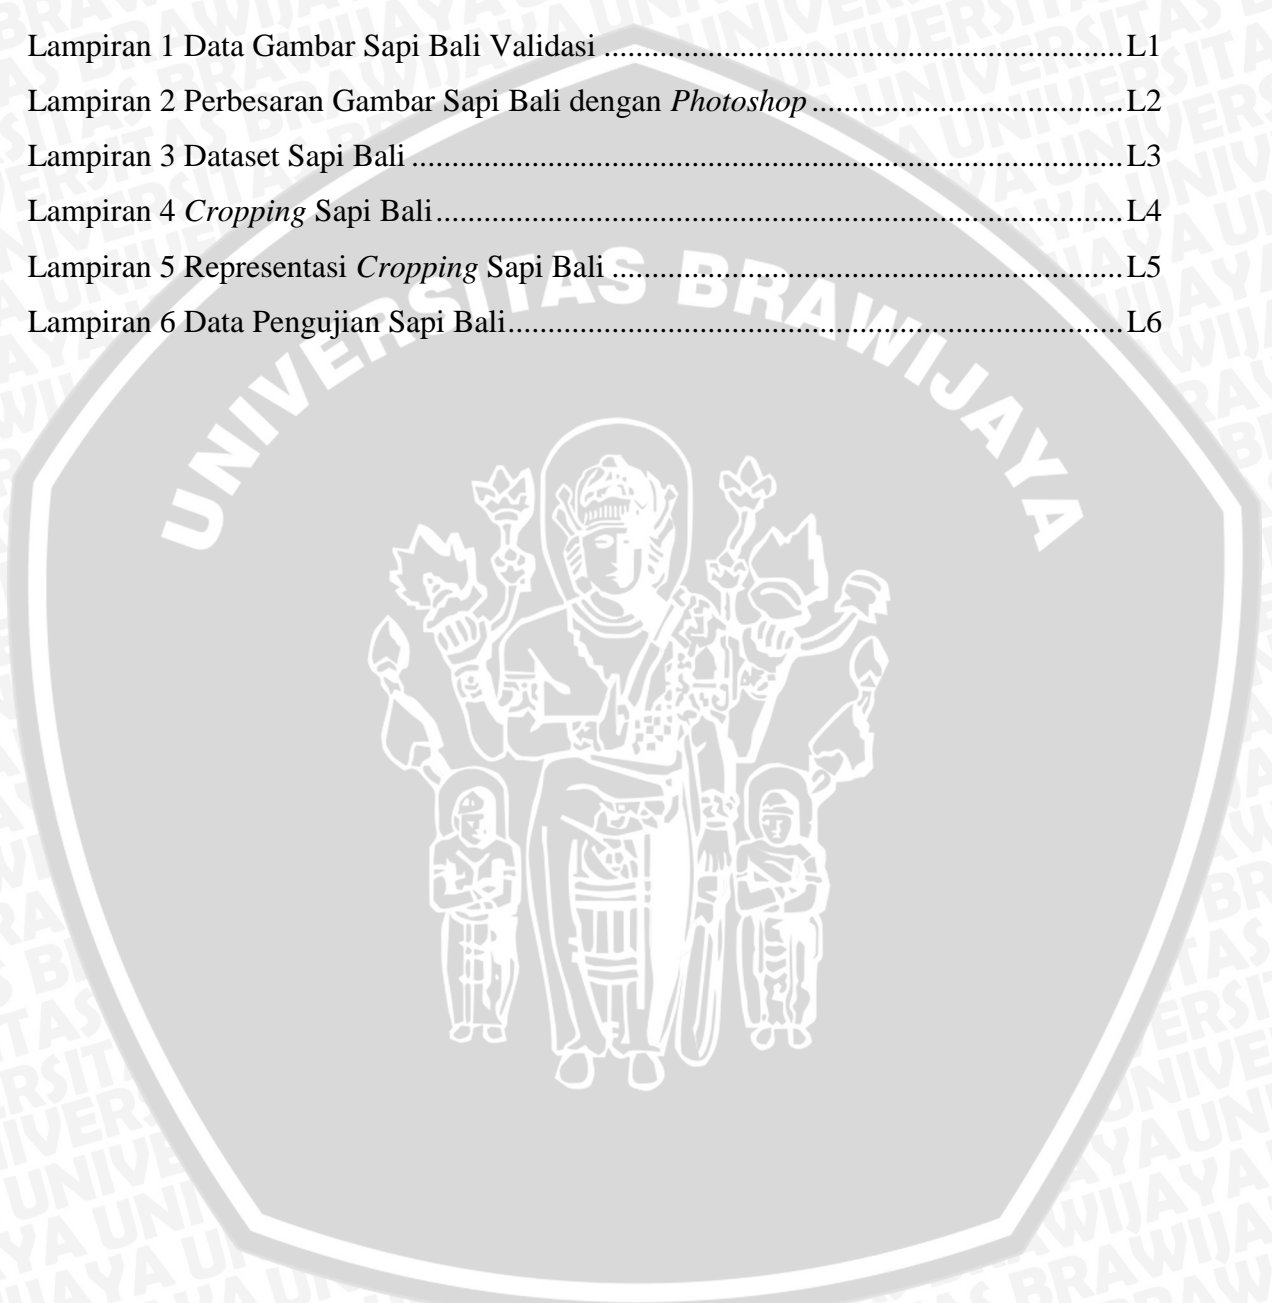 Lampiran 1 Data Gambar Sapi Bali Validasi ................................................................L1
Lampiran 2 Perbesaran Gambar Sapi Bali dengan Photoshop .......................................L2
Lampiran 3 Dataset Sapi Bali ........................................................................................L3
Lampiran 4 Cropping Sapi Bali.....................................................................................L4
Lampiran 5 Representasi Cropping Sapi Bali ...............................................................L5
Lampiran 6 Data Pengujian Sapi Bali............................................................................L6
UNIVERSITAS BRAWIJAYA